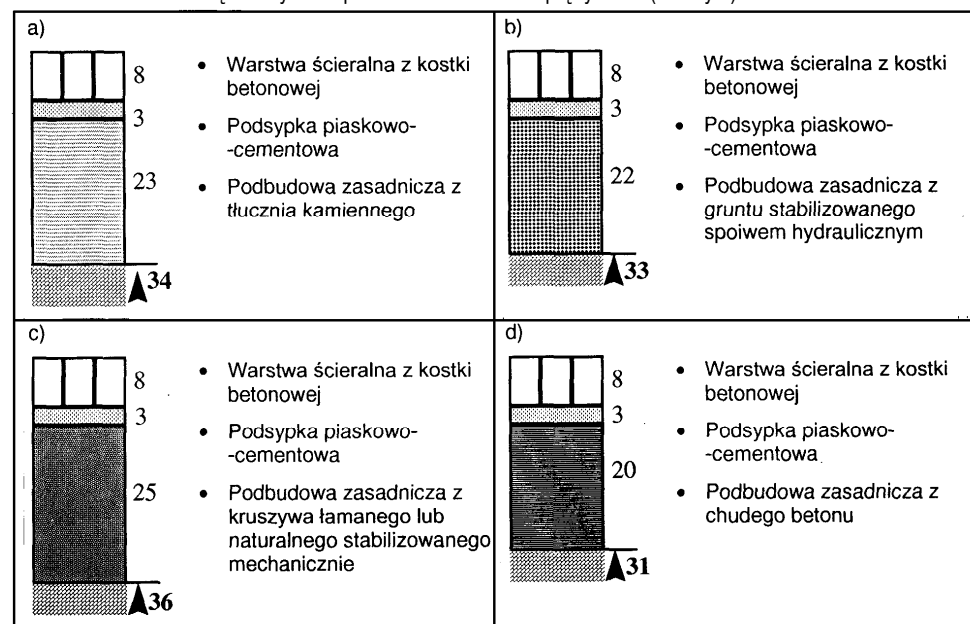 a)
8
3
23
34
• Warstwa ścieralna z kostki
betonowej
• Podsypka piaskowo-
-cementowa
• Podbudowa zasadnicza z
tłucznia kamiennego
b)
8
3
22
33
• Warstwa ścieralna z kostki
betonowej
• Podsypka piaskowo-
-cementowa
• Podbudowa zasadnicza z
gruntu stabilizowanego
spoiwem hydraulicznym
c)
8
3
25
36
• Warstwa ścieralna z kostki
betonowej
• Podsypka piaskowo-
-cementowa
• Podbudowa zasadnicza z
kruszywa łamanego lub
naturalnego stabilizowanego
mechanicznie
d)
8
3
20
31
• Warstwa ścieralna z kostki
betonowej
• Podsypka piaskowo-
-cementowa
• Podbudowa zasadnicza z
chudego betonu